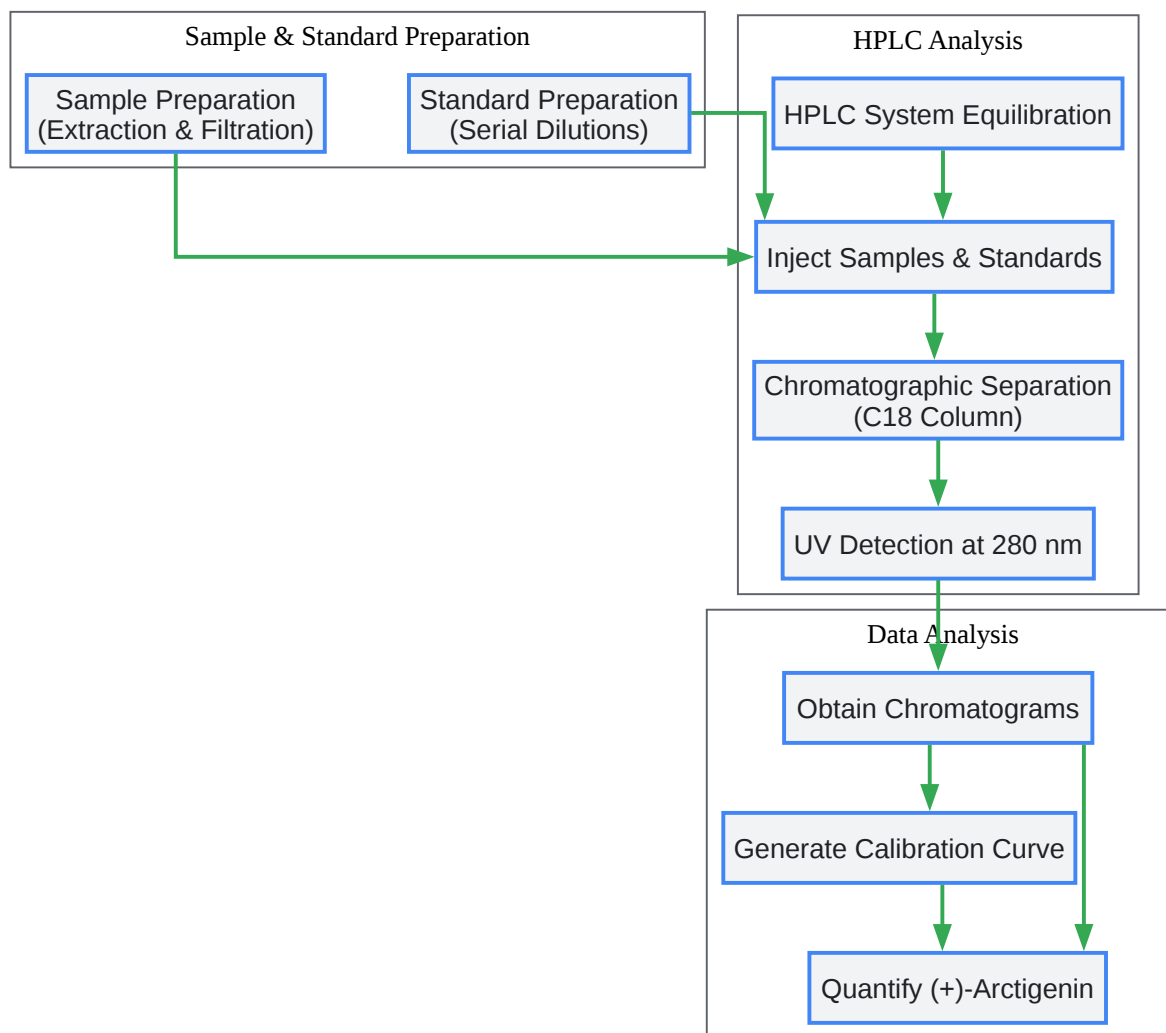 Sample & Standard Preparation
Sample Preparation
(Extraction & Filtration)
Standard Preparation
(Serial Dilutions)
HPLC Analysis
HPLC System Equilibration
Inject Samples & Standards
Chromatographic Separation
(C18 Column)
UV Detection at 280 nm
Data Analysis
Obtain Chromatograms
Generate Calibration Curve
Quantify (+)-Arctigenin